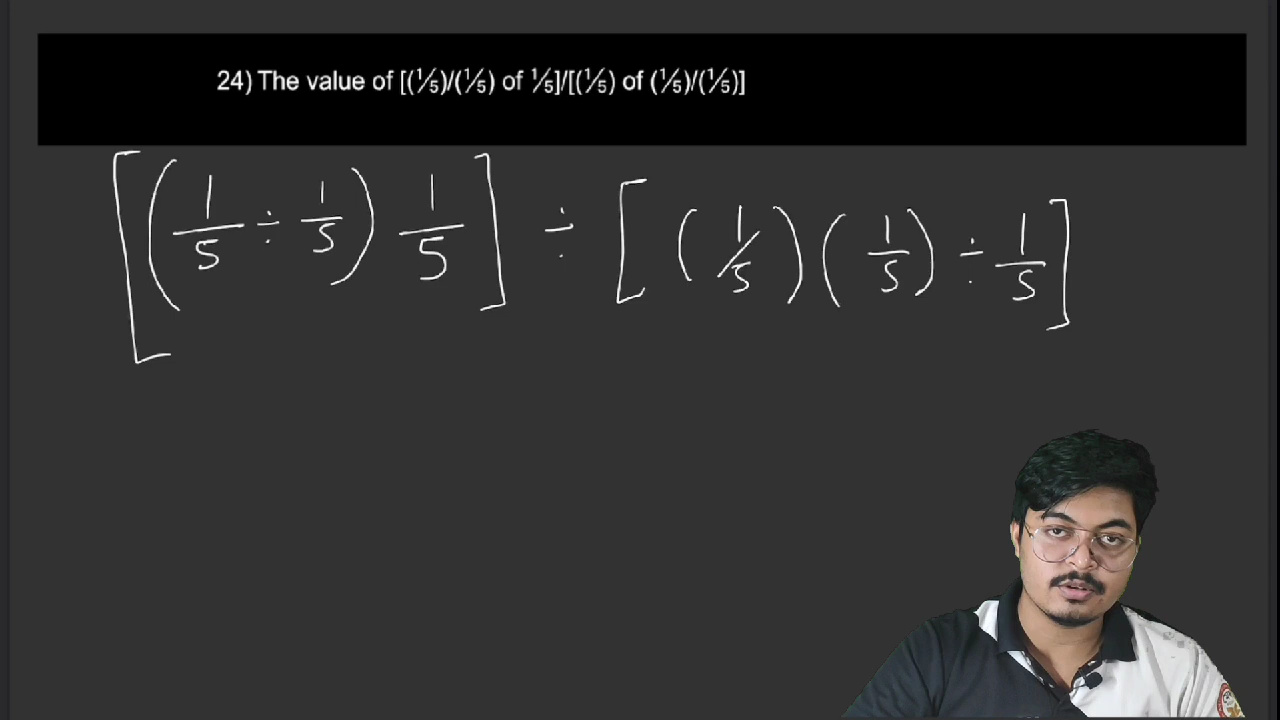 24) The value of [(⅕)/(⅕) of ⅕]/[(⅕) of (⅕)/(⅕)]
[(1/5 ÷ 1/5) 1/5] ÷ [(1/5)(1/5) ÷ 1/5]